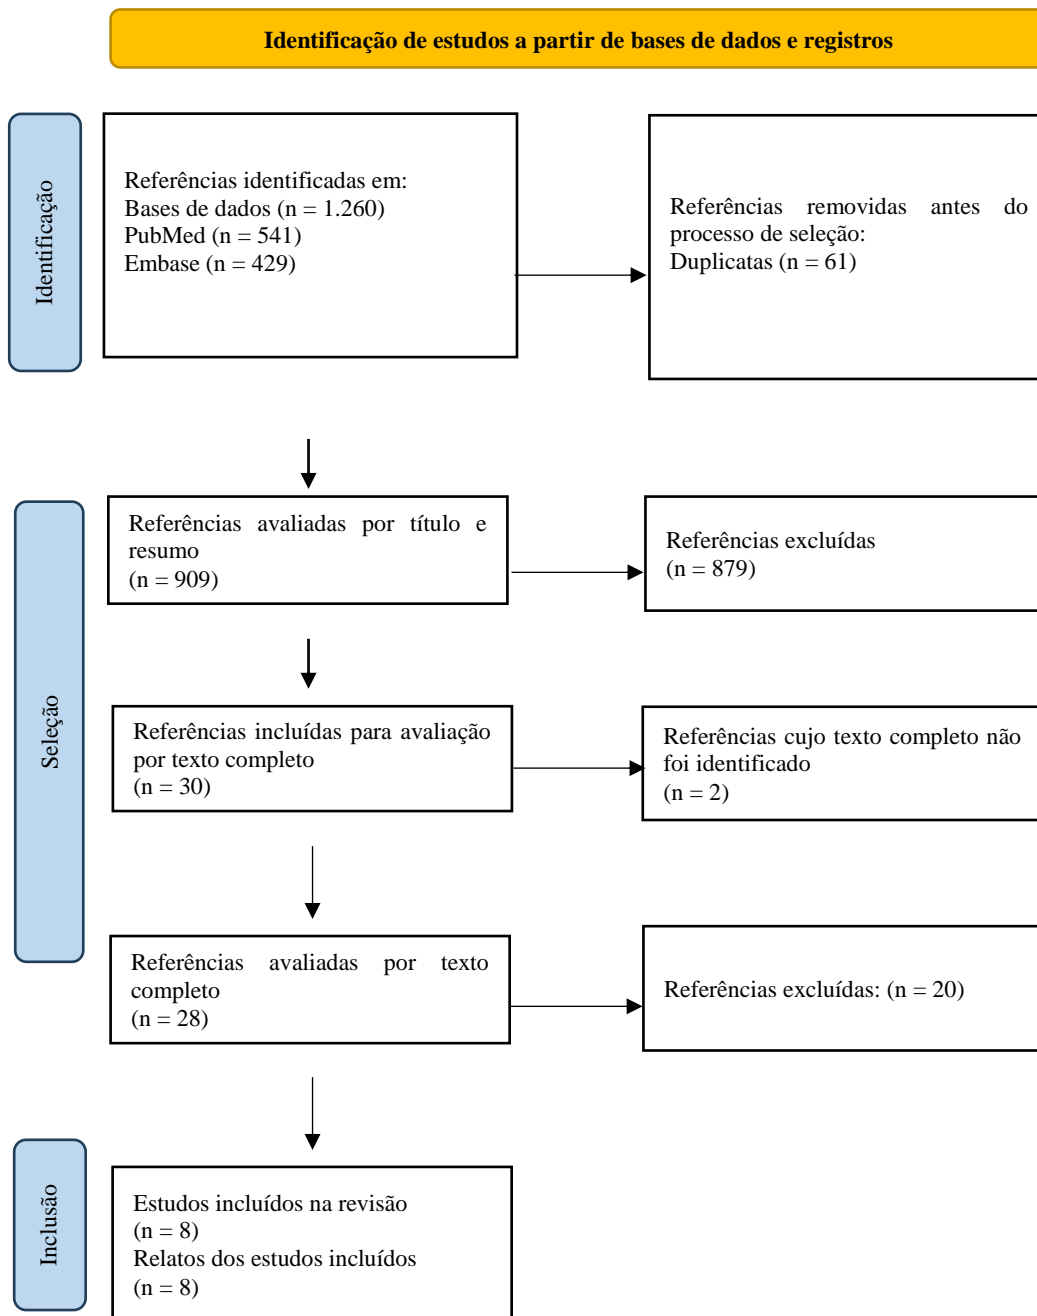 Identificação de estudos a partir de bases de dados e registros
Identificação
Referências identificadas em:
Bases de dados (n = 1.260)
PubMed (n = 541)
Embase (n = 429)
Referências removidas antes do
processo de seleção:
Duplicatas (n = 61)
Seleção
Referências avaliadas por título e
resumo
(n = 909)
Referências excluídas
(n = 879)
Referências incluídas para avaliação
por texto completo
(n = 30)
Referências cujo texto completo não
foi identificado
(n = 2)
Referências avaliadas por texto
completo
(n = 28)
Referências excluídas: (n = 20)
Inclusão
Estudos incluídos na revisão
(n = 8)
Relatos dos estudos incluídos
(n = 8)